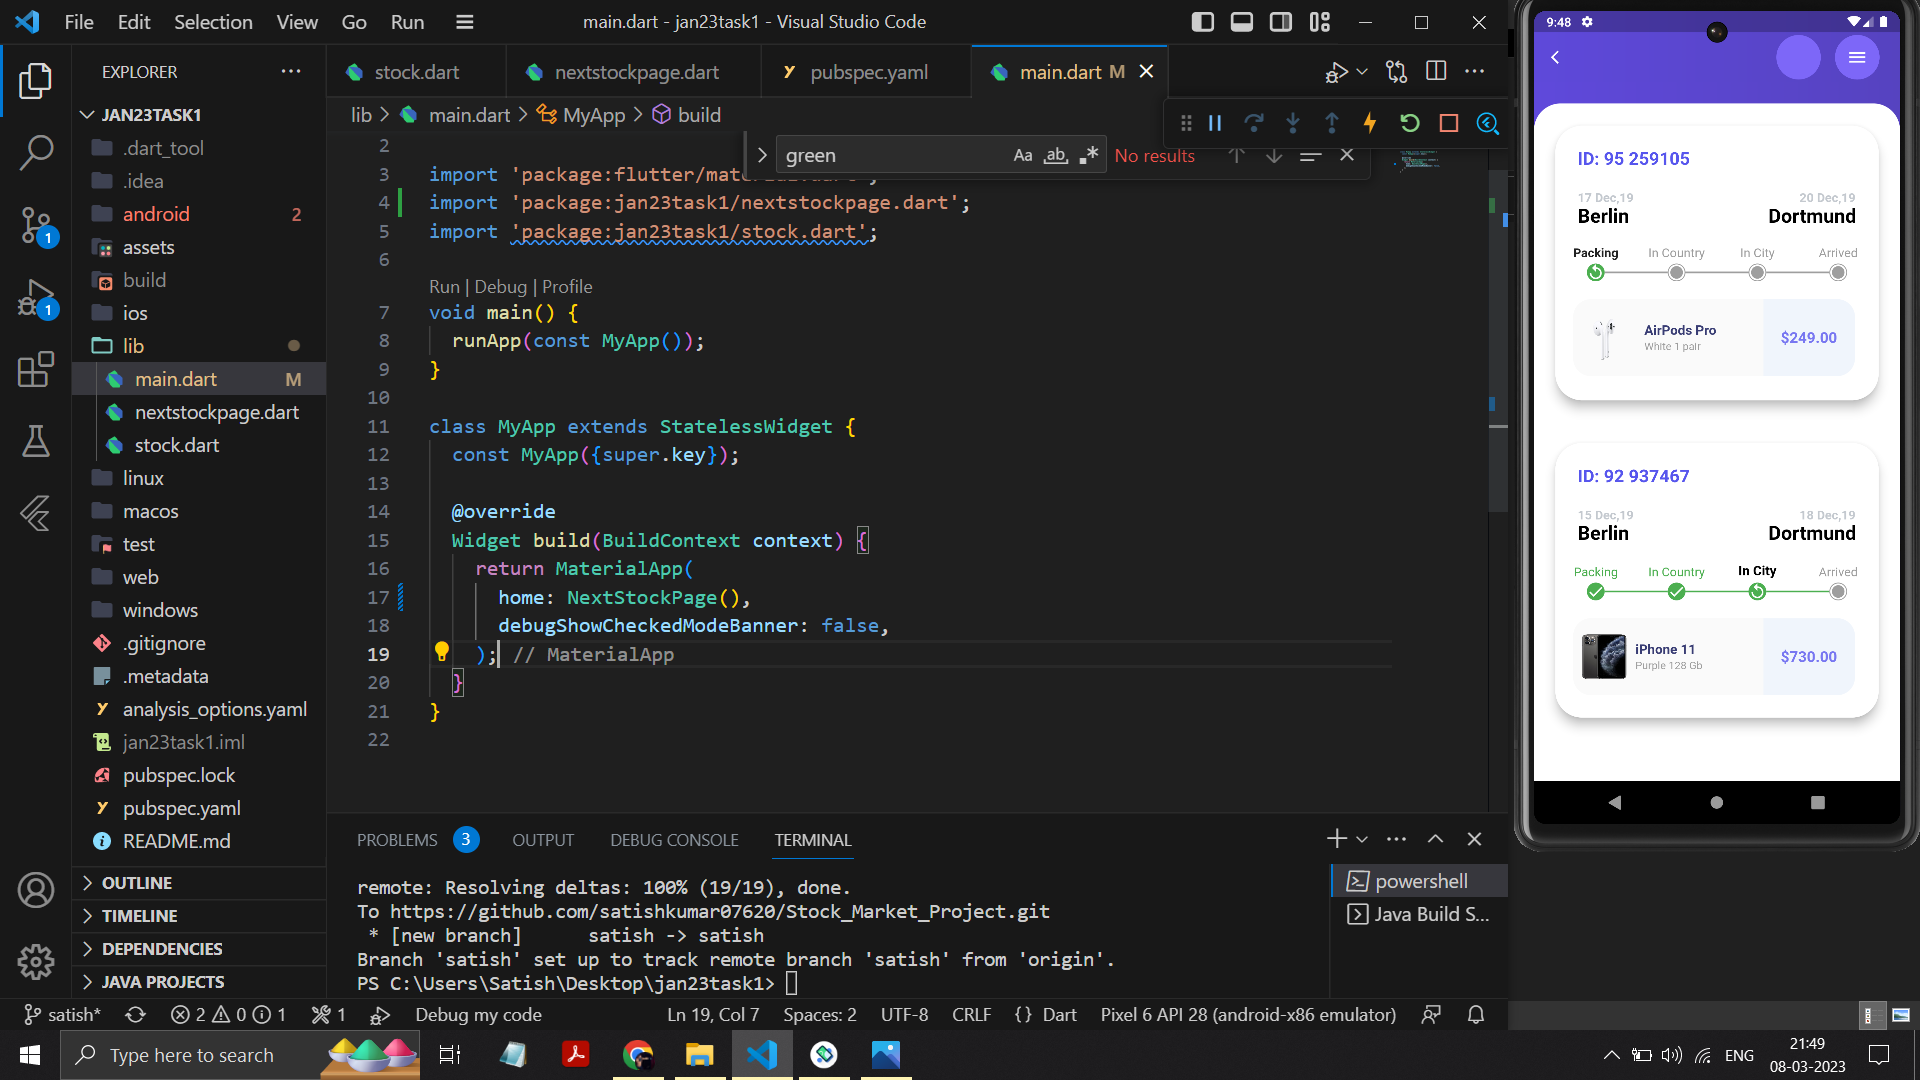 File Edit Selection View Go Run
main.dart - jan23task1 - Visual Studio Code
EXPLORER
JAN23TASK1
.dart_tool
.idea
android 2
assets
build
ios
lib
main.dart M
nextstockpage.dart
stock.dart
linux
macos
test
web
windows
.gitignore
.metadata
analysis_options.yaml
jan23task1.iml
pubspec.lock
pubspec.yaml
README.md
OUTLINE
TIMELINE
DEPENDENCIES
JAVA PROJECTS
1
1
stock.dart nextstockpage.dart pubspec.yaml main.dart M
lib > main.dart > MyApp > build
green Aa ab No results
2
3 import 'package:flutter/material.dart';
4 import 'package:jan23task1/nextstockpage.dart';
5 import 'package:jan23task1/stock.dart';
6
Run | Debug | Profile
7 void main() {
8 runApp(const MyApp());
9 }
10
11 class MyApp extends StatelessWidget {
12 const MyApp({super.key});
13
14 @override
15 Widget build(BuildContext context) {
16 return MaterialApp(
17 home: NextStockPage(),
18 debugShowCheckedModeBanner: false,
19 ); // MaterialApp
20 }
21 }
22
PROBLEMS 3 OUTPUT DEBUG CONSOLE TERMINAL
remote: Resolving deltas: 100% (19/19), done.
To https://github.com/satishkumar07620/Stock_Market_Project.git
* [new branch] satish -> satish
Branch 'satish' set up to track remote branch 'satish' from 'origin'.
PS C:\Users\Satish\Desktop\jan23task1>
powershell
Java Build S...
satish* 2 0 1 1 Debug my code Ln 19, Col 7 Spaces: 2 UTF-8 CRLF {} Dart Pixel 6 API 28 (android-x86 emulator)
Type here to search
ENG
21:49
08-03-2023
9:48
ID: 95 259105
17 Dec,19 20 Dec,19
Berlin Dortmund
Packing In Country In City Arrived
AirPods Pro
White 1 pair
$249.00
ID: 92 937467
15 Dec,19 18 Dec,19
Berlin Dortmund
Packing In Country In City Arrived
iPhone 11
Purple 128 Gb
$730.00